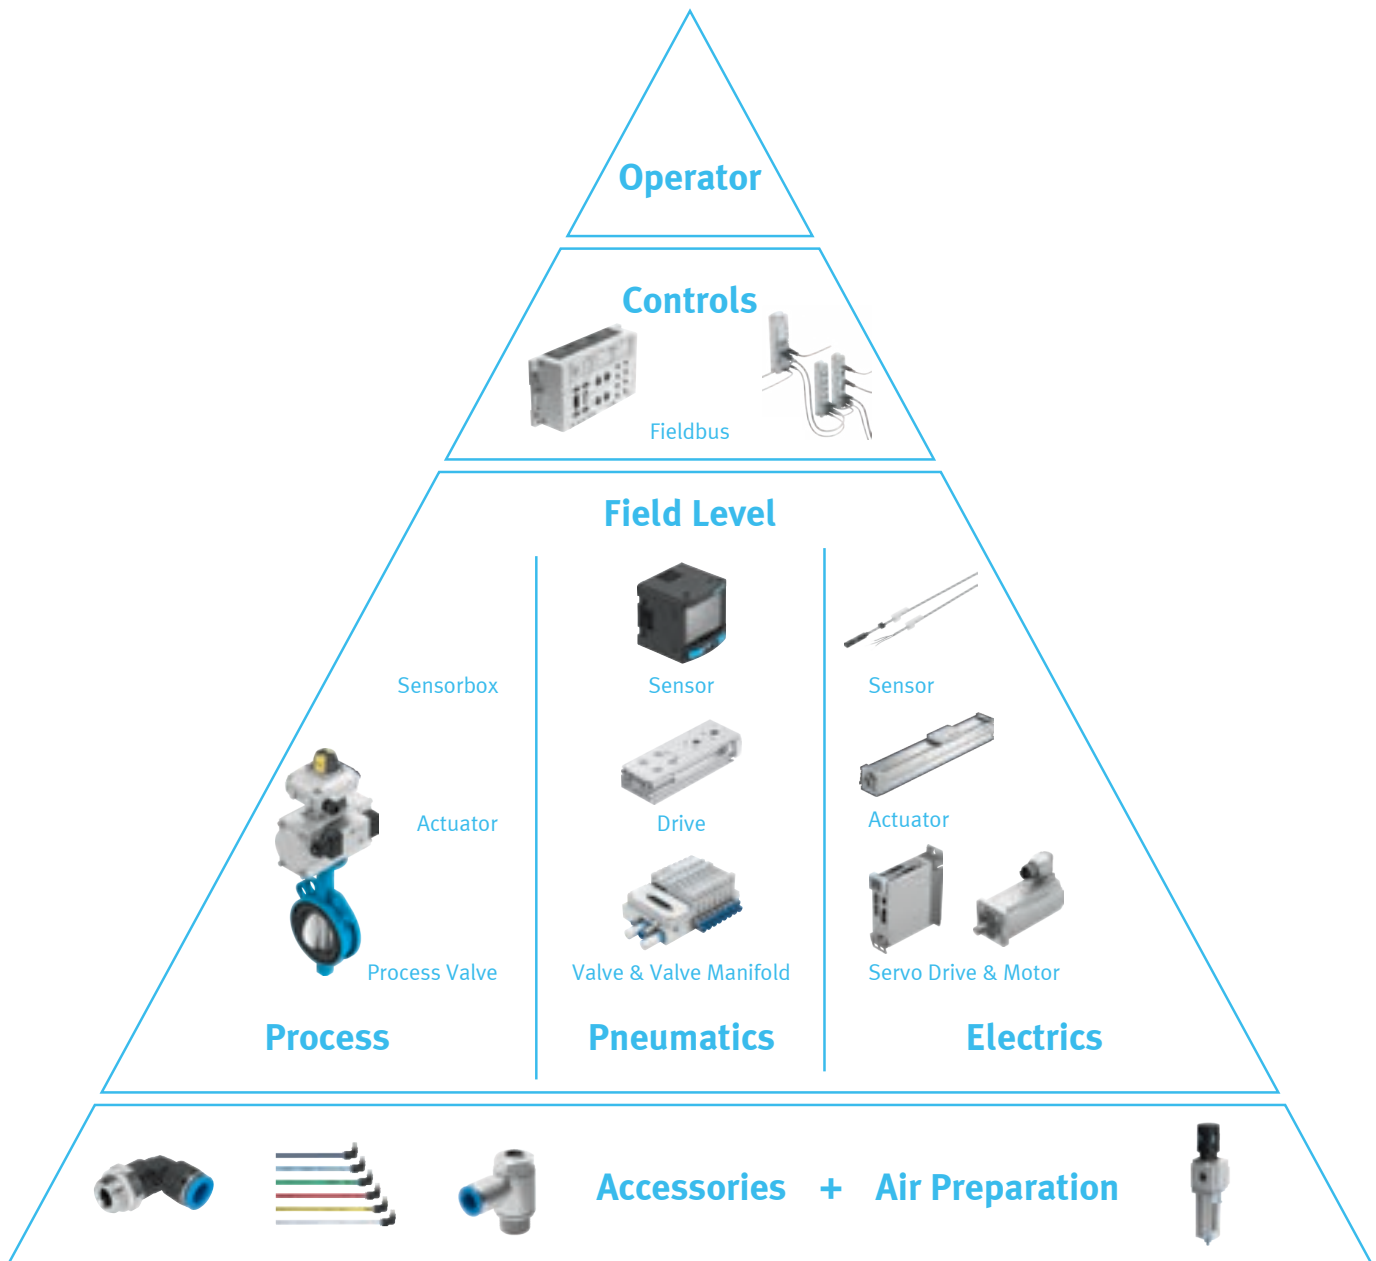 Operator
Controls
Fieldbus
Field Level
Sensorbox
Actuator
Process Valve
Process
Sensor
Drive
Valve & Valve Manifold
Pneumatics
Sensor
Actuator
Servo Drive & Motor
Electrics
Accessories + Air Preparation